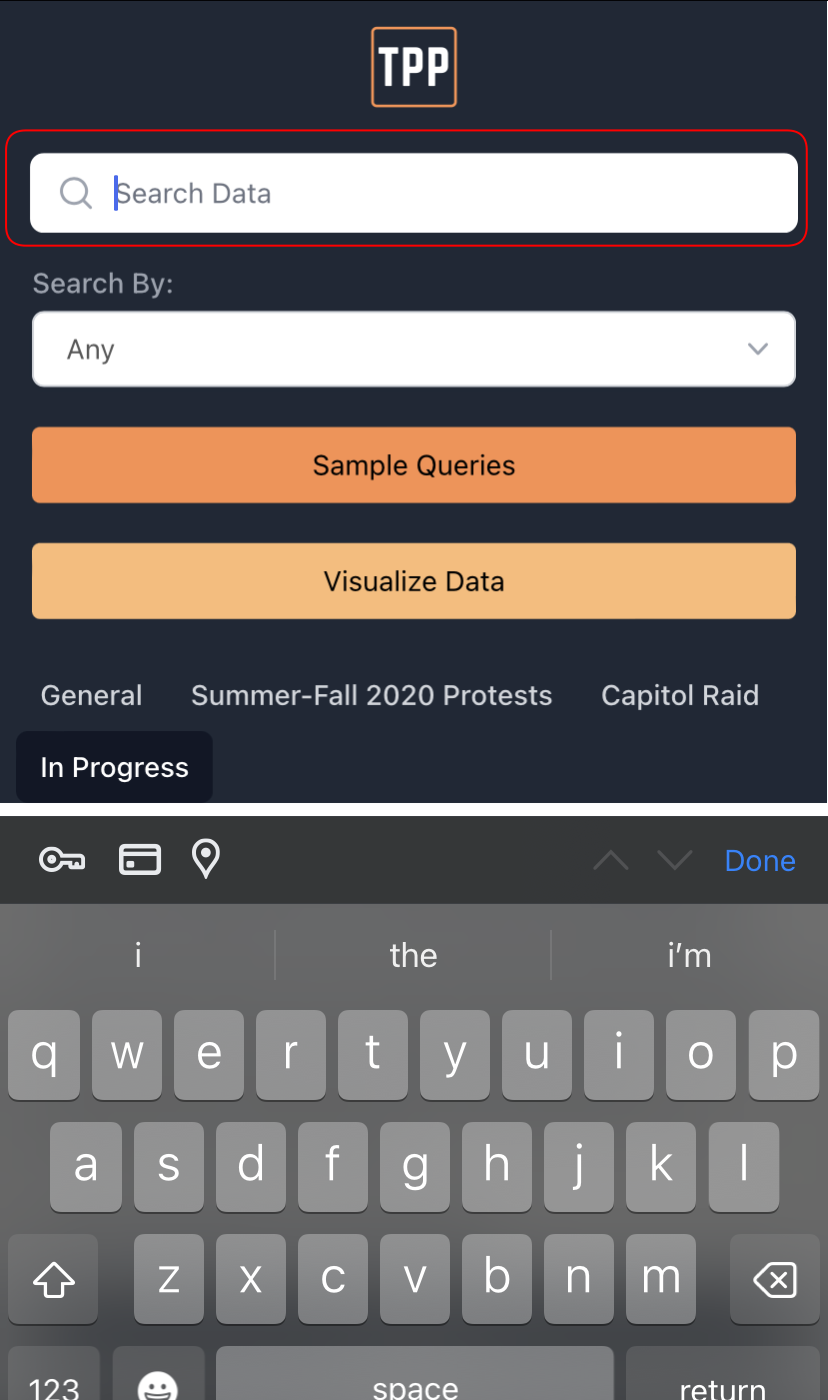 TPP
Search Data
Search By:
Any
Sample Queries
Visualize Data
General Summer-Fall 2020 Protests Capitol Raid
In Progress
Done
i the i’m
q w e r t y u i o p
a s d f g h j k l
z x c v b n m
123 space return